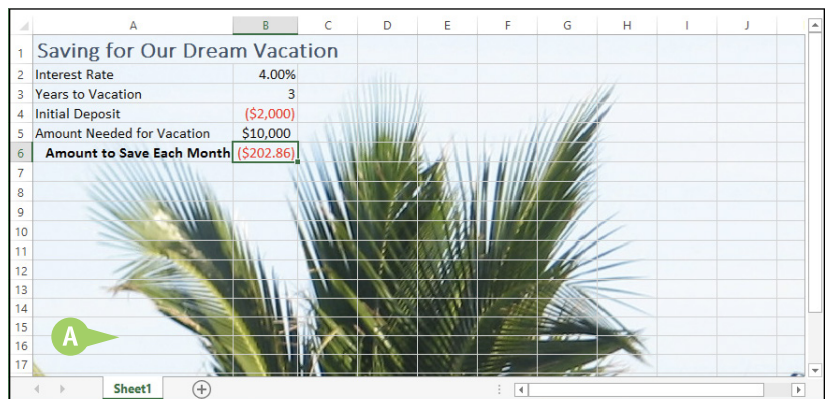 A B C D E F G H I J
1 Saving for Our Dream Vacation
2 Interest Rate 4.00%
3 Years to Vacation 3
4 Initial Deposit ($2,000)
5 Amount Needed for Vacation $10,000
6 Amount to Save Each Month ($202.86)
7
8
9
10
11
12
13
14
15
A
16
17
Sheet1